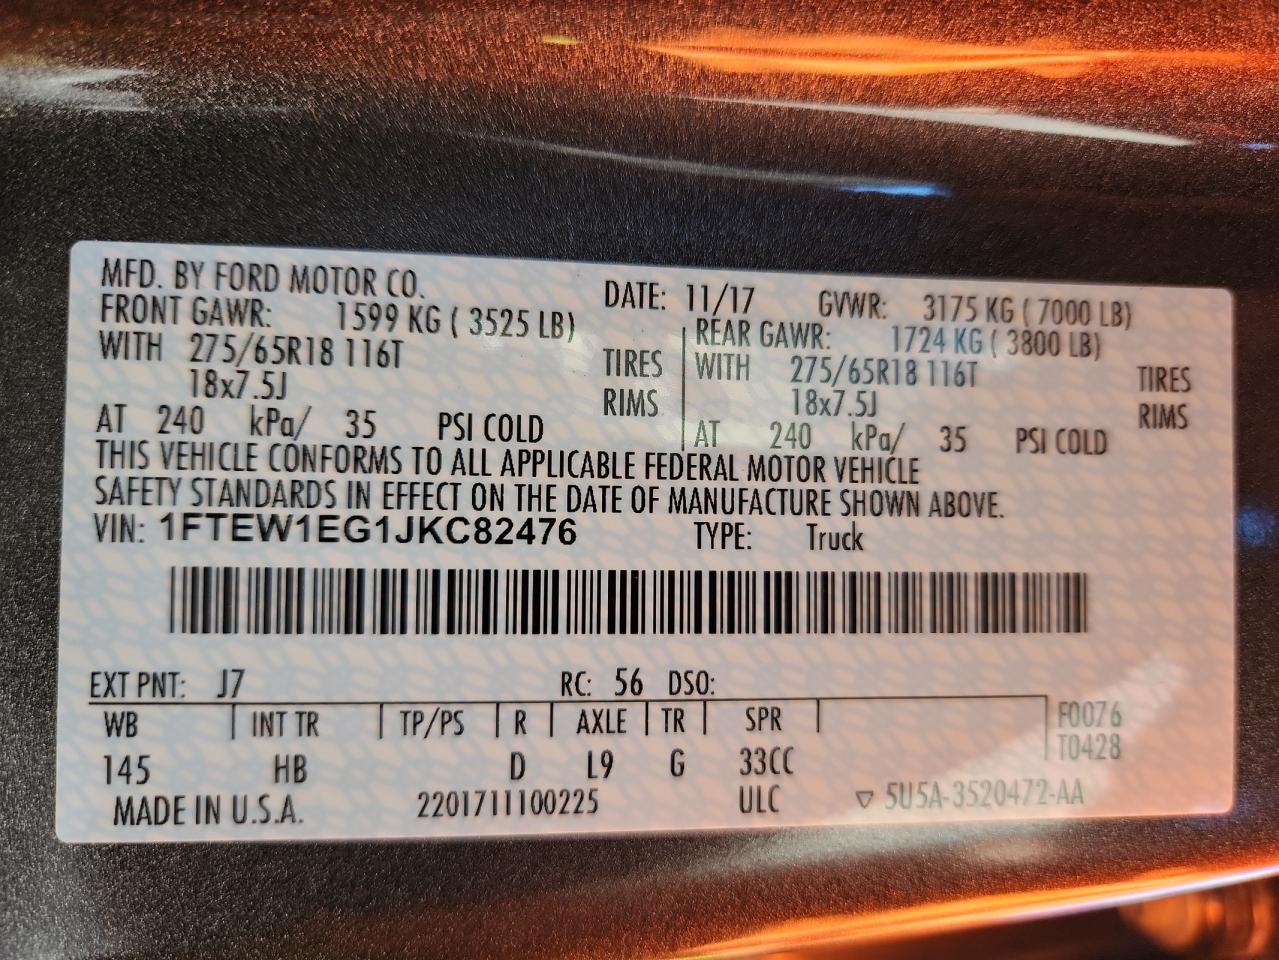 MFD. BY FORD MOTOR CO. DATE: 11/17 GVWR: 3175 KG ( 7000 LB)
FRONT GAWR: 1599 KG ( 3525 LB) REAR GAWR: 1724 KG ( 3800 LB)
WITH 275/65R18 116T TIRES WITH 275/65R18 116T TIRES
18x7.5J RIMS 18x7.5J RIMS
AT 240 kPa/ 35 PSI COLD AT 240 kPa/ 35 PSI COLD
THIS VEHICLE CONFORMS TO ALL APPLICABLE FEDERAL MOTOR VEHICLE
SAFETY STANDARDS IN EFFECT ON THE DATE OF MANUFACTURE SHOWN ABOVE.
VIN: 1FTEW1EG1JKC82476 TYPE: Truck
EXT PNT: J7 RC: 56 DSO:
WB INT TR TP/PS R AXLE TR SPR F0076
T0428
145 HB D L9 G 33CC
MADE IN U.S.A. 2201711100225 ULC ▽ 5U5A-3520472-AA